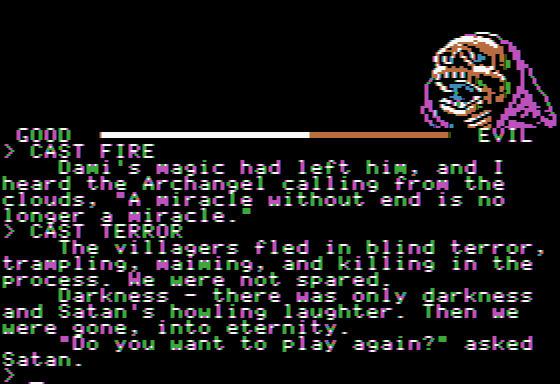 GOOD EVIL
> CAST FIRE
Dami's magic had left him, and I
heard the Archangel calling from the
clouds, "A miracle without end is no
longer a miracle."
> CAST TERROR
The villagers fled in blind terror,
trampling, maiming, and killing in the
process. We were not spared.
Darkness - there was only darkness
and Satan's howling laughter. Then we
were gone, into eternity.
"Do you want to play again?" asked
Satan.
> _